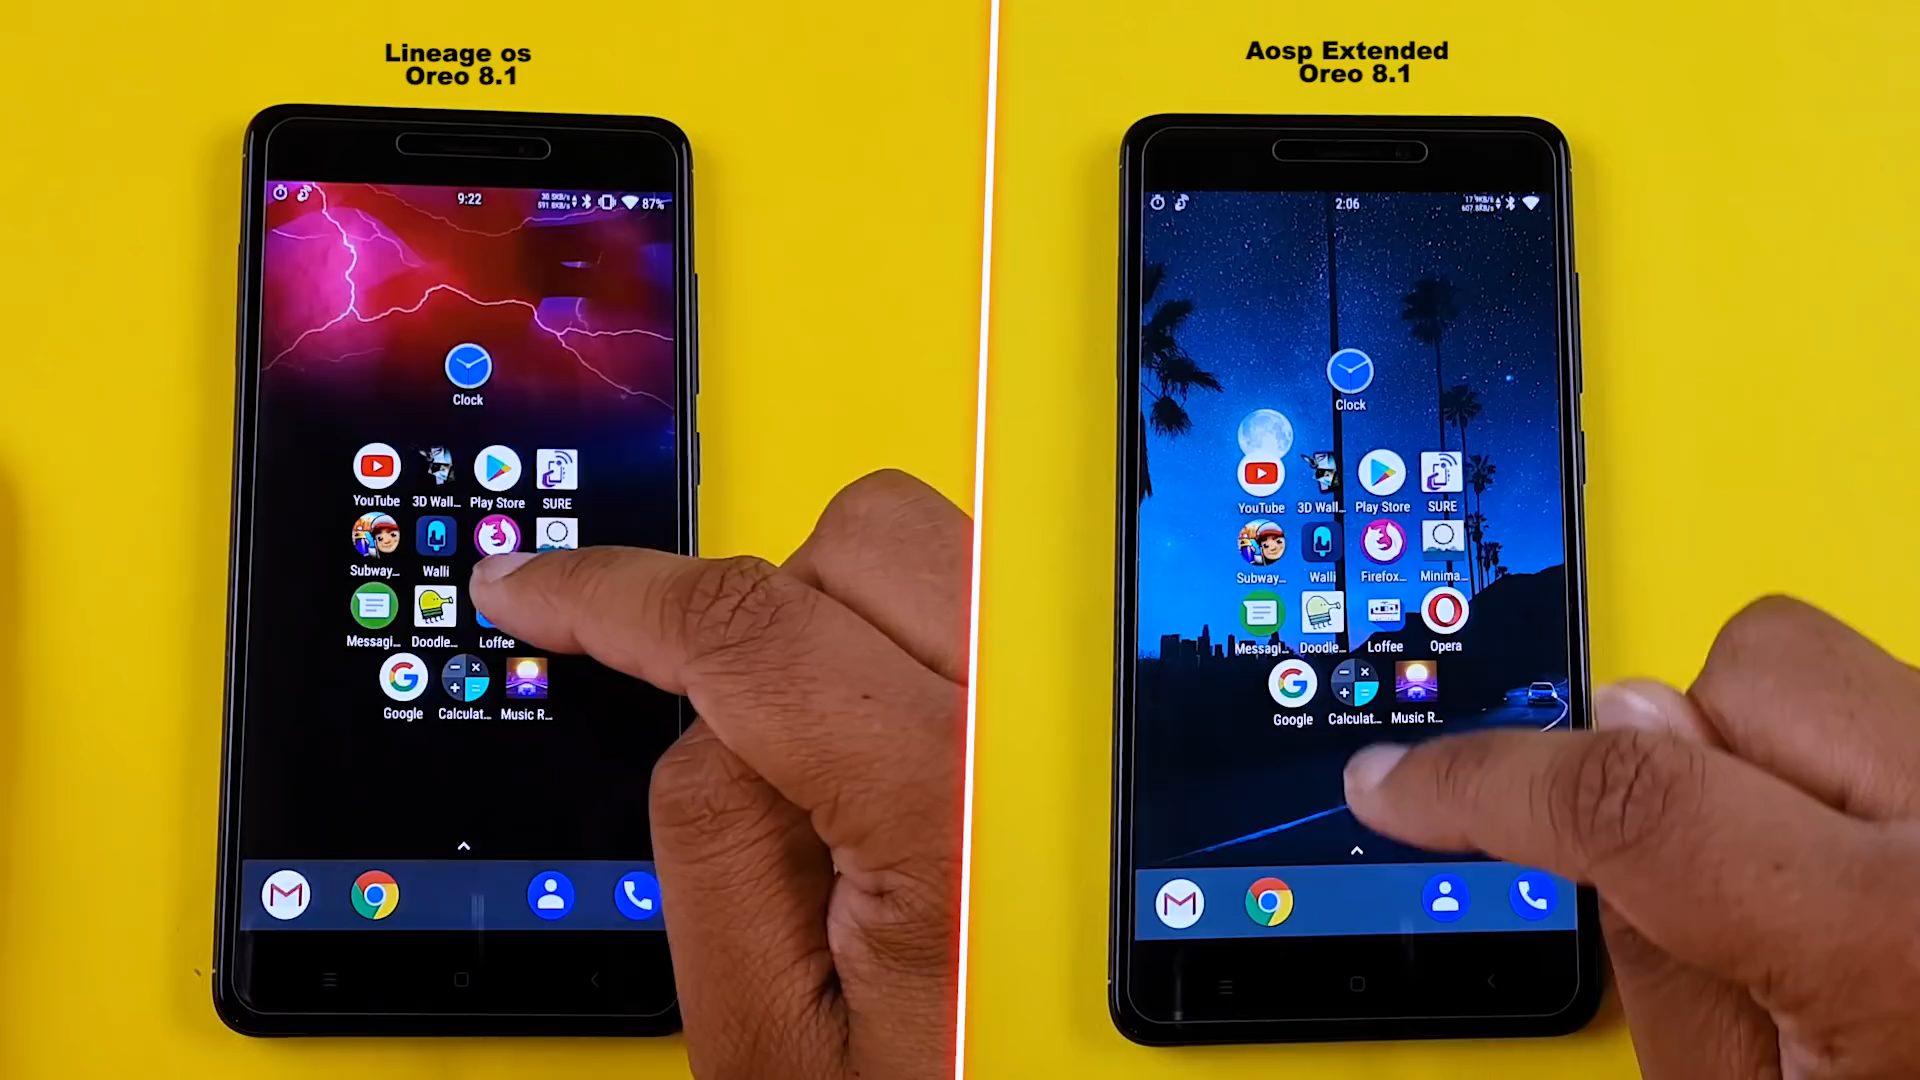 Lineage os
Oreo 8.1
9:22
87%
Clock
YouTube
3D Wall...
Play Store
SURE
Subway...
Walli
Messagi...
Doodle...
Loffee
Google
Calculat...
Music R...
Aosp Extended
Oreo 8.1
2:06
Clock
YouTube
3D Wall...
Play Store
SURE
Subway...
Walli
Firefox...
Minima...
Messagi...
Doodle...
Loffee
Opera
Google
Calculat...
Music R...